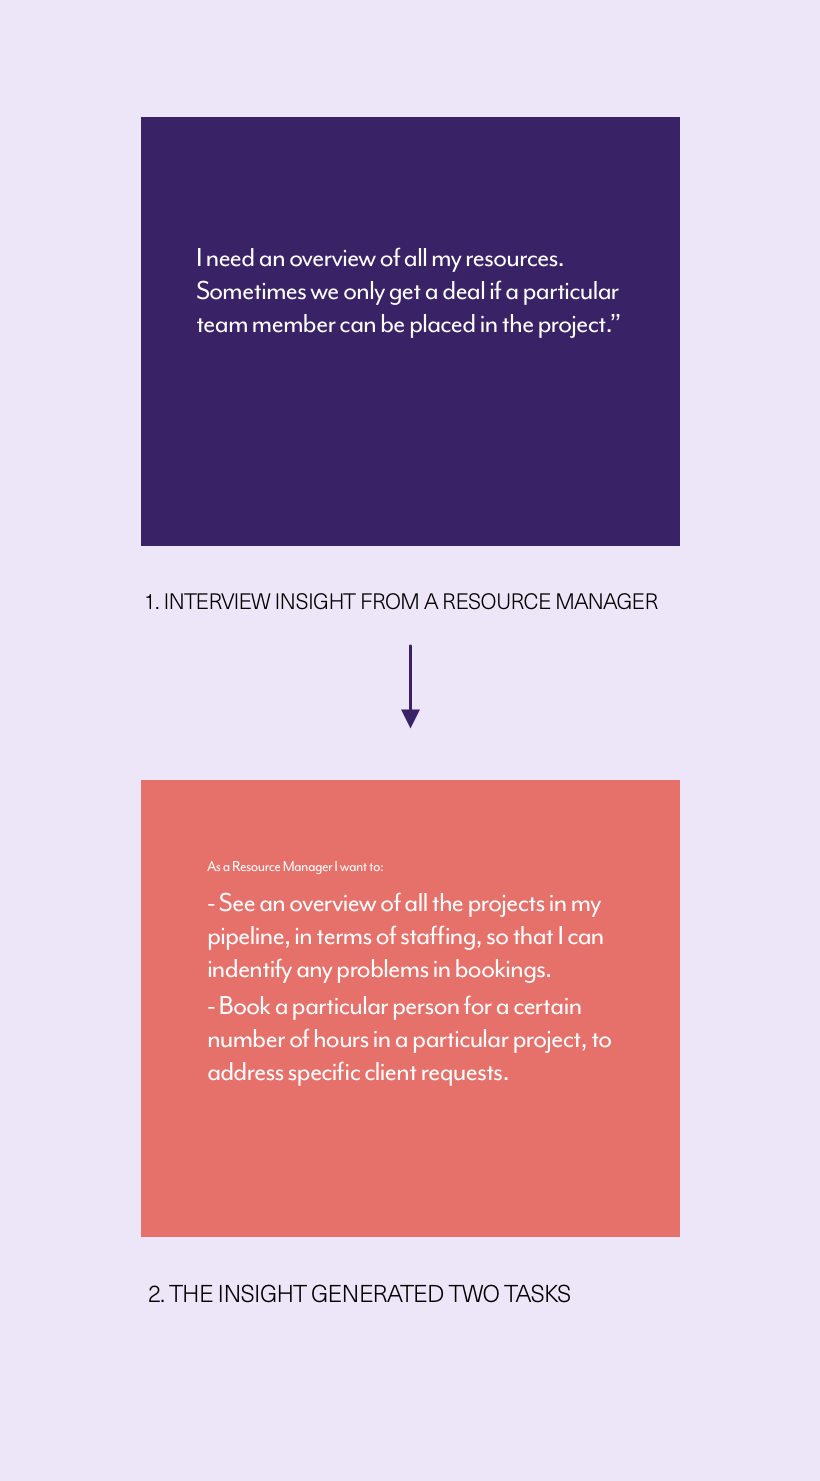 I need an overview of all my resources.
Sometimes we only get a deal if a particular
team member can be placed in the project.”
1. INTERVIEW INSIGHT FROM A RESOURCE MANAGER
As a Resource Manager I want to:
- See an overview of all the projects in my
pipeline, in terms of staffing, so that I can
indentify any problems in bookings.
- Book a particular person for a certain
number of hours in a particular project, to
address specific client requests.
2. THE INSIGHT GENERATED TWO TASKS